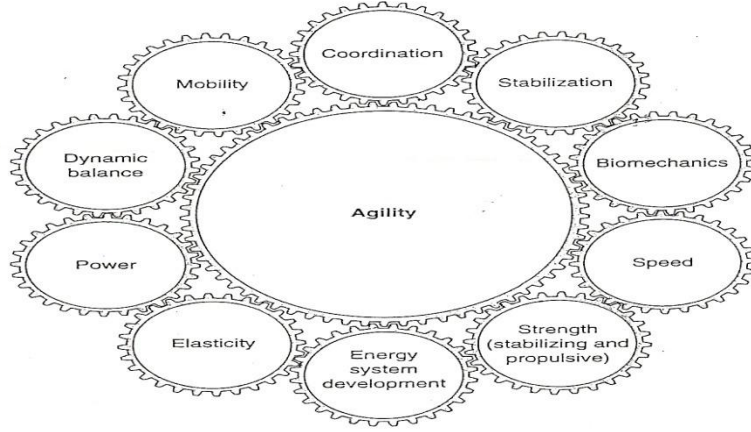 Coordination
Mobility
Stabilization
Dynamic
balance
Biomechanics
Agility
Power
Speed
Elasticity
Energy
system
development
Strength
(stabilizing and
propulsive)